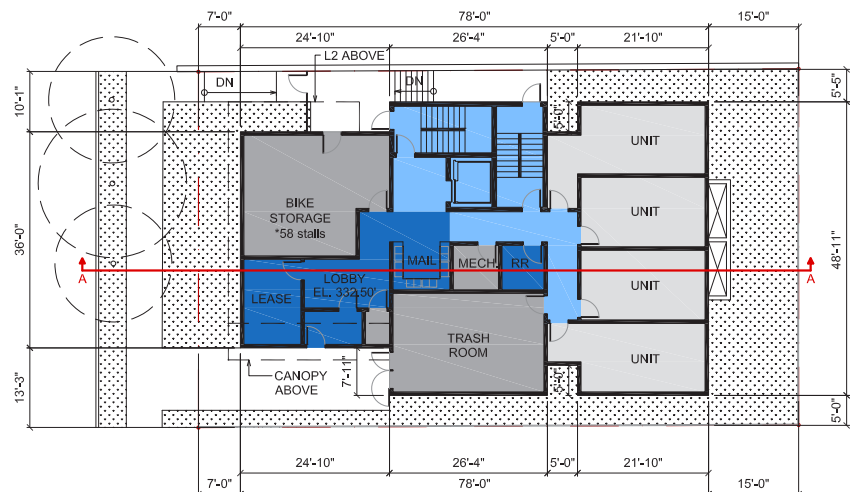 7'-0"
78'-0"
15'-0"
24'-10"
26'-4"
5'-0"
21'-10"
L2 ABOVE
DN
DN
10'-1"
5'-5"
5'-0"
UNIT
BIKE
STORAGE
*58 stalls
UNIT
36'-0"
48'-11"
MAIL
MECH.
RR
A
A
LOBBY
EL. 332.50'
LEASE
UNIT
TRASH
ROOM
UNIT
CANOPY
ABOVE
7'-11"
5'-0"
13'-3"
5'-0"
24'-10"
26'-4"
5'-0"
21'-10"
7'-0"
78'-0"
15'-0"